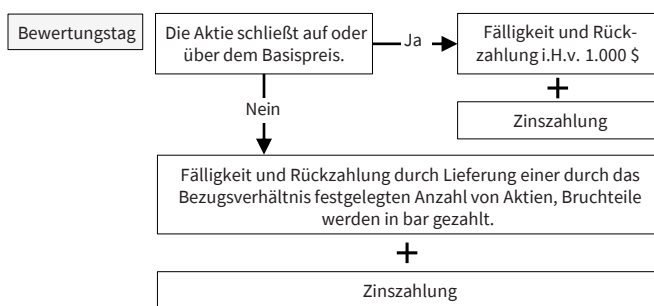 Bewertungstag
Die Aktie schließt auf oder
über dem Basispreis.
Ja
Fälligkeit und Rück-
zahlung i.H.v. 1.000 $
+
Zinszahlung
Nein
Fälligkeit und Rückzahlung durch Lieferung einer durch das
Bezugsverhältnis festgelegten Anzahl von Aktien, Bruchteile
werden in bar gezahlt.
+
Zinszahlung